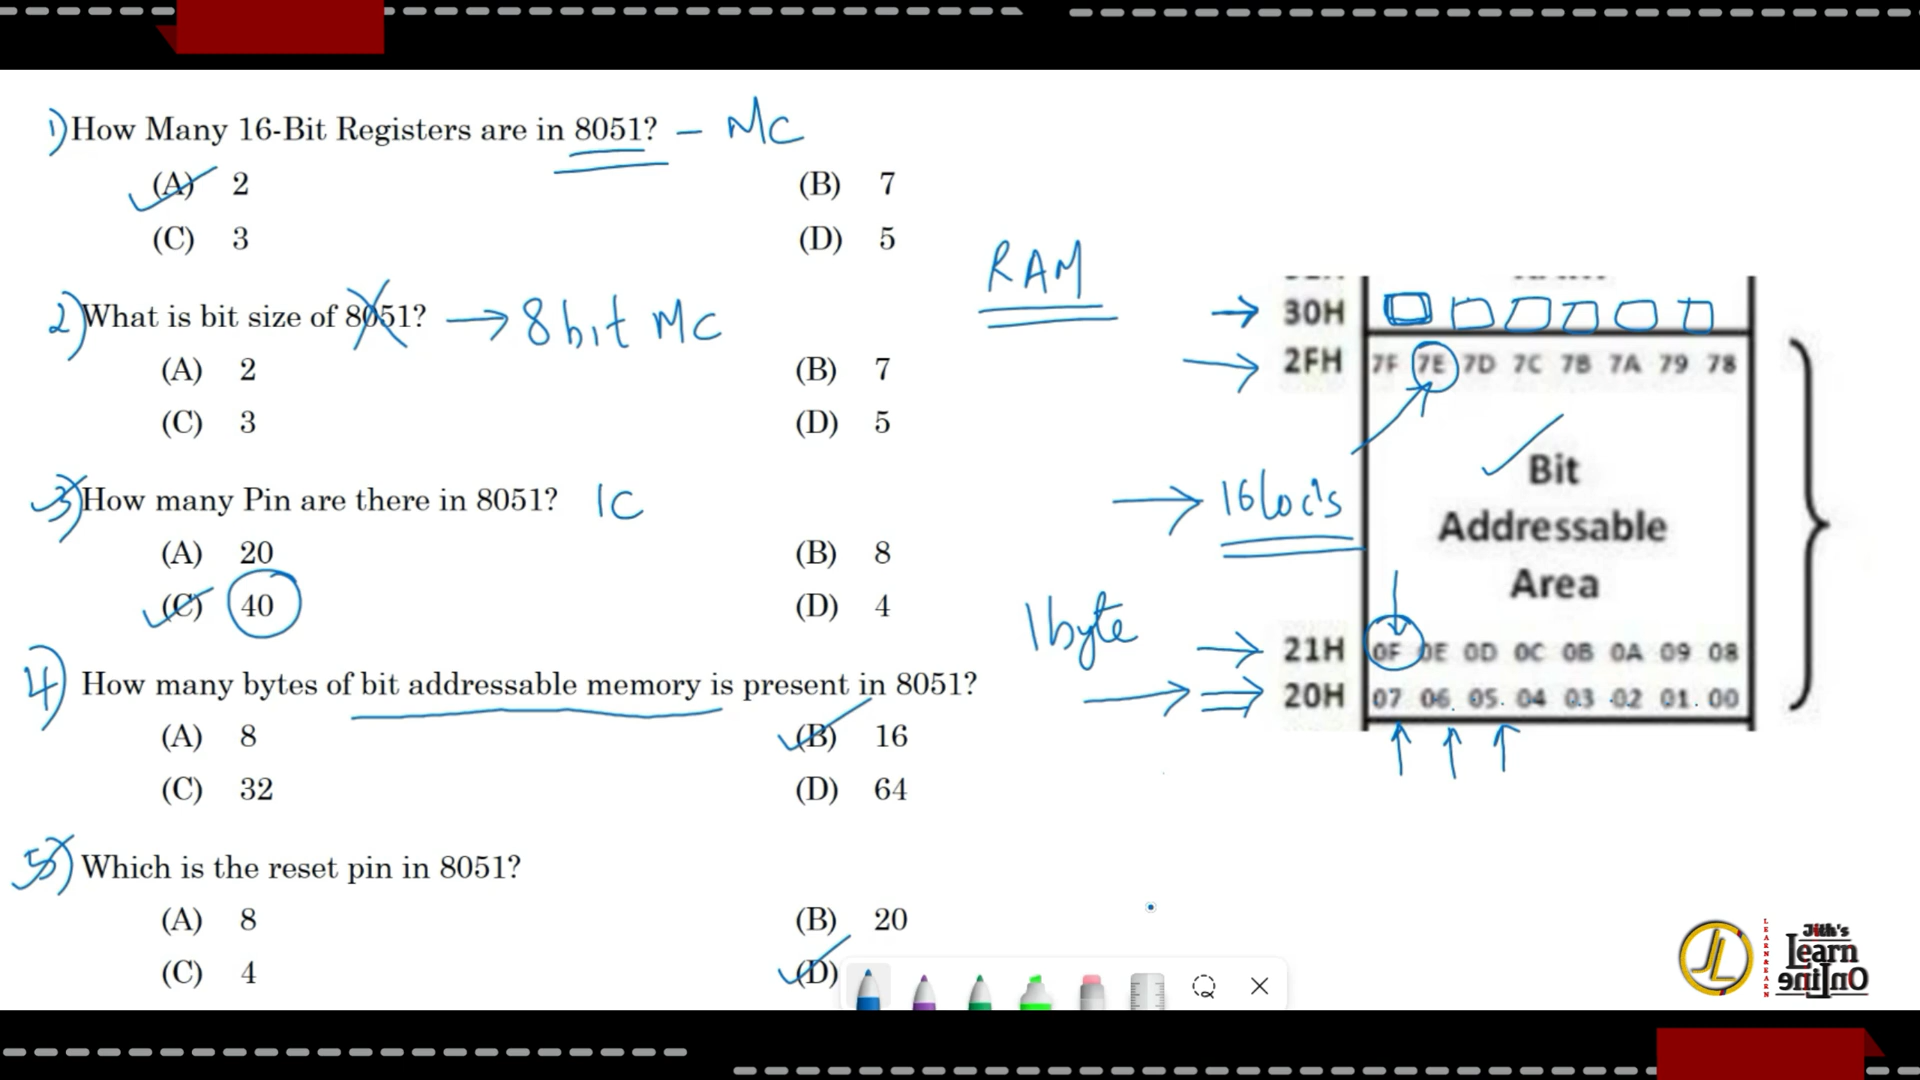 1) How Many 16-Bit Registers are in 8051? – MC
(A) 2 (B) 7
(C) 3 (D) 5
2) What is bit size of 8051? → 8 bit MC
(A) 2 (B) 7
(C) 3 (D) 5
3) How many Pin are there in 8051? IC
(A) 20 (B) 8
(C) 40 (D) 4
4) How many bytes of bit addressable memory is present in 8051?
(A) 8 (B) 16
(C) 32 (D) 64
5) Which is the reset pin in 8051?
(A) 8 (B) 20
(C) 4 (D)
RAM
→ 30H
→ 2FH 7F 7E 7D 7C 7B 7A 79 78
→ 16 loc's
Bit
Addressable
Area
1 byte
→ 21H 0F 0E 0D 0C 0B 0A 09 08
→ 20H 07 06 05 04 03 02 01 00
JL
LEARN&EARN
Jith's
Learn
OnLine